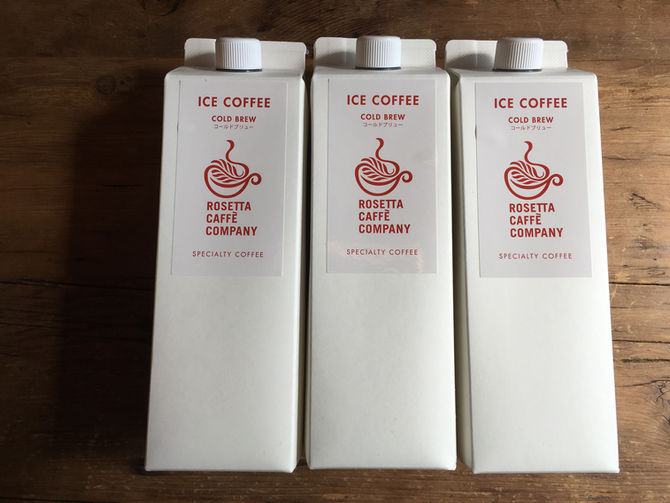 ICE COFFEE
COLD BREW
コールドブリュー
ROSETTA
CAFFÈ
COMPANY
SPECIALTY COFFEE
ICE COFFEE
COLD BREW
コールドブリュー
ROSETTA
CAFFÈ
COMPANY
SPECIALTY COFFEE
ICE COFFEE
COLD BREW
コールドブリュー
ROSETTA
CAFFÈ
COMPANY
SPECIALTY COFFEE